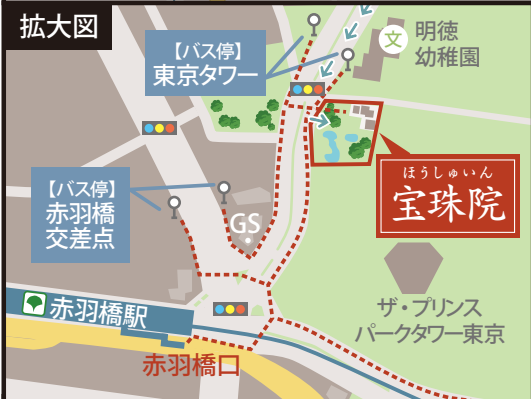 拡大図
【バス停】
東京タワー
文
明徳
幼稚園
ほうしゅいん
宝珠院
【バス停】
赤羽橋
交差点
GS
ザ・プリンス
パークタワー東京
赤羽橋駅
赤羽橋口